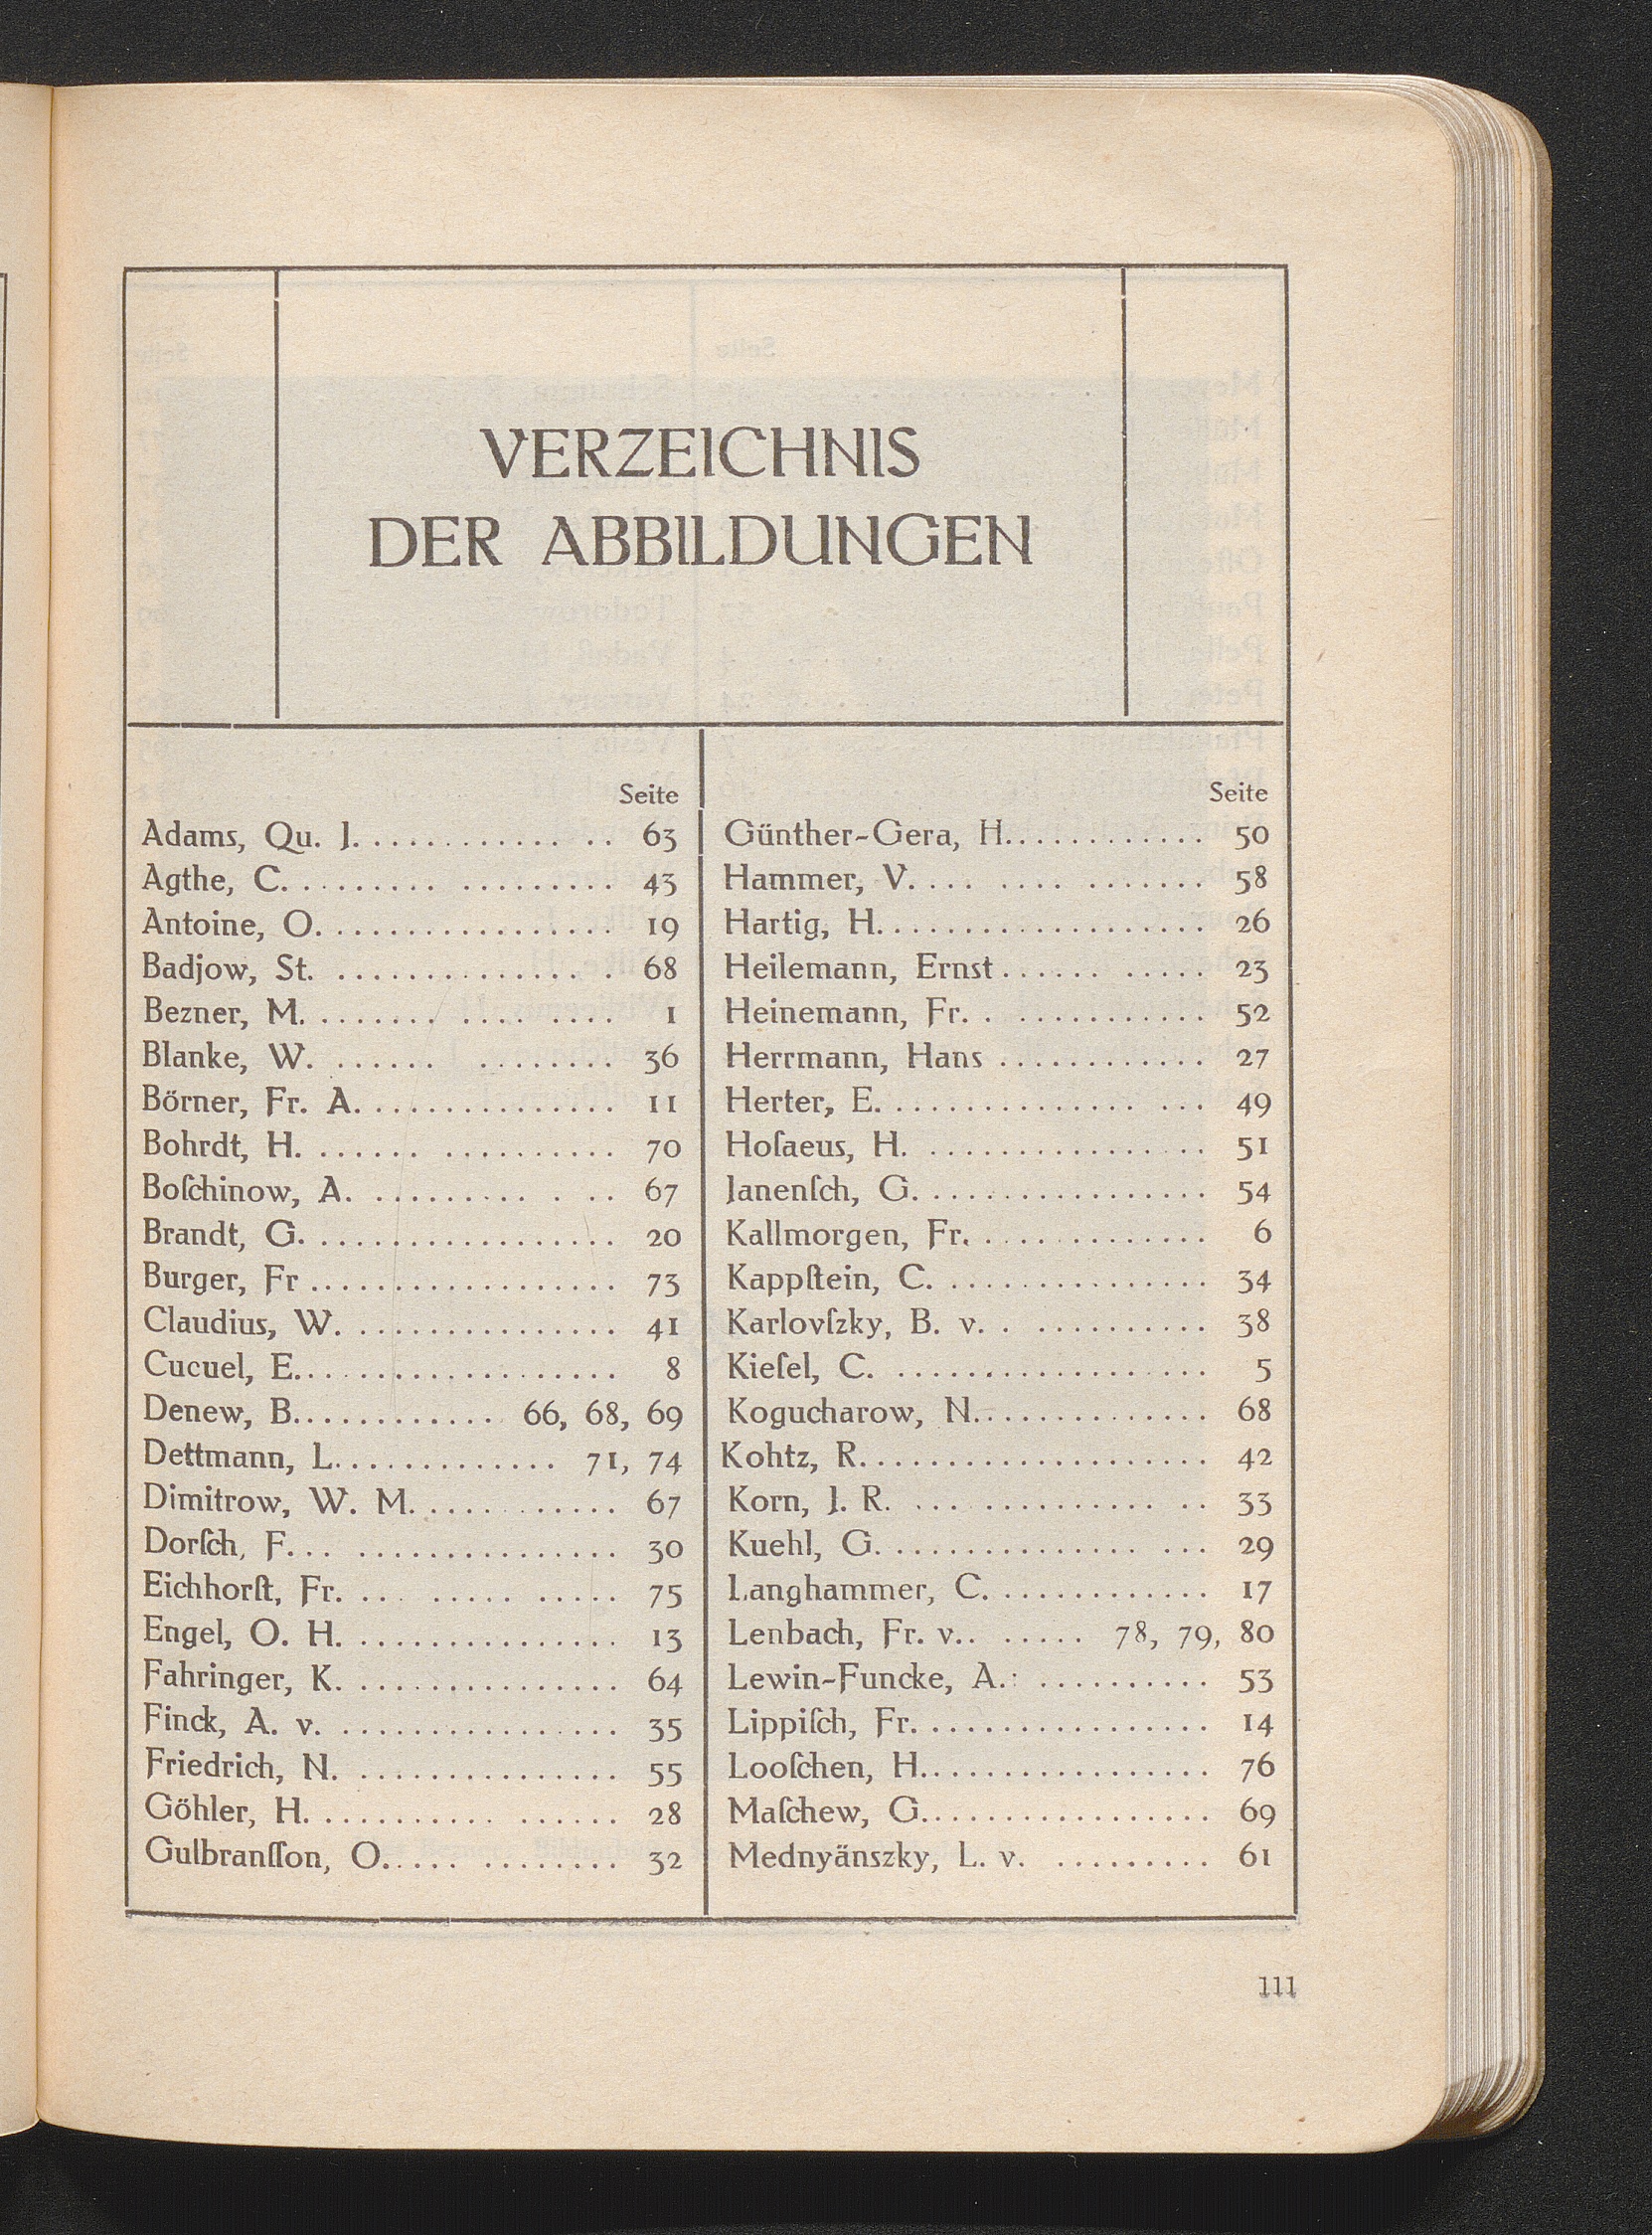 VERZEICHNIS
DER ABBILDUNGEN
Seite
Adams, Qu. J. . . . . . . . . . . . . . . 63
Agthe, C. . . . . . . . . . . . . . . . . . . 43
Antoine, O. . . . . . . . . . . . . . . . . . 19
Badjow, St. . . . . . . . . . . . . . . . . 68
Bezner, M. . . . . . . . . . . . . . . . 1
Blanke, W. . . . . . . . . . . . . . . . 36
Börner, Fr. A. . . . . . . . . . . . . . . . 11
Bohrdt, H. . . . . . . . . . . . . . . . . 70
Boſchinow, A. . . . . . . . . . . . . . 67
Brandt, G. . . . . . . . . . . . . . . . . . 20
Burger, Fr . . . . . . . . . . . . . . . . . 73
Claudius, W. . . . . . . . . . . . . . . . 41
Cucuel, E. . . . . . . . . . . . . . . . . . 8
Denew, B. . . . . . . . . . . . . 66, 68, 69
Dettmann, L. . . . . . . . . . . . . 71, 74
Dimitrow, W. M. . . . . . . . . . . . 67
Dorſch, F. . . . . . . . . . . . . . . . . . 30
Eichhorſt, Fr. . . . . . . . . . . . . . 75
Engel, O. H. . . . . . . . . . . . . . . . 13
Fahringer, K. . . . . . . . . . . . . . . . 64
Finck, A. v. . . . . . . . . . . . . . . . . 35
Friedrich, N. . . . . . . . . . . . . . . . 55
Göhler, H. . . . . . . . . . . . . . . . . 28
Gulbranſſon, O. . . . . . . . . . . . . 32
Seite
Günther-Gera, H. . . . . . . . . . . . 50
Hammer, V. . . . . . . . . . . . . . . 58
Hartig, H. . . . . . . . . . . . . . . . . . . 26
Heilemann, Ernst . . . . . . . . . . . 23
Heinemann, Fr. . . . . . . . . . . . . 52
Herrmann, Hans . . . . . . . . . . . . 27
Herter, E. . . . . . . . . . . . . . . . . . 49
Hoſaeus, H. . . . . . . . . . . . . . . . . 51
Janenſch, G. . . . . . . . . . . . . . . . . 54
Kallmorgen, Fr. . . . . . . . . . . . . . 6
Kappſtein, C. . . . . . . . . . . . . . . . 34
Karlovſzky, B. v. . . . . . . . . . . . 38
Kieſel, C. . . . . . . . . . . . . . . . . . . 5
Kogucharow, N. . . . . . . . . . . . . . 68
Kohtz, R. . . . . . . . . . . . . . . . . . . . 42
Korn, J. R. . . . . . . . . . . . . . . . 33
Kuehl, G. . . . . . . . . . . . . . . . . . 29
Langhammer, C. . . . . . . . . . . . . 17
Lenbach, Fr. v. . . . . . . 78, 79, 80
Lewin-Funcke, A. : . . . . . . . . . . 53
Lippiſch, Fr. . . . . . . . . . . . . . . . . 14
Looſchen, H. . . . . . . . . . . . . . . . . 76
Maſchew, G. . . . . . . . . . . . . . . . . 69
Mednyänszky, L. v. . . . . . . . . . 61
111